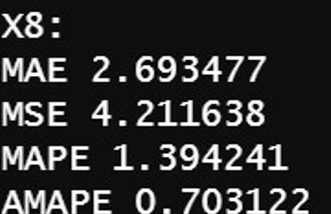 X8:
MAE 2.693477
MSE 4.211638
MAPE 1.394241
AMAPE 0.703122